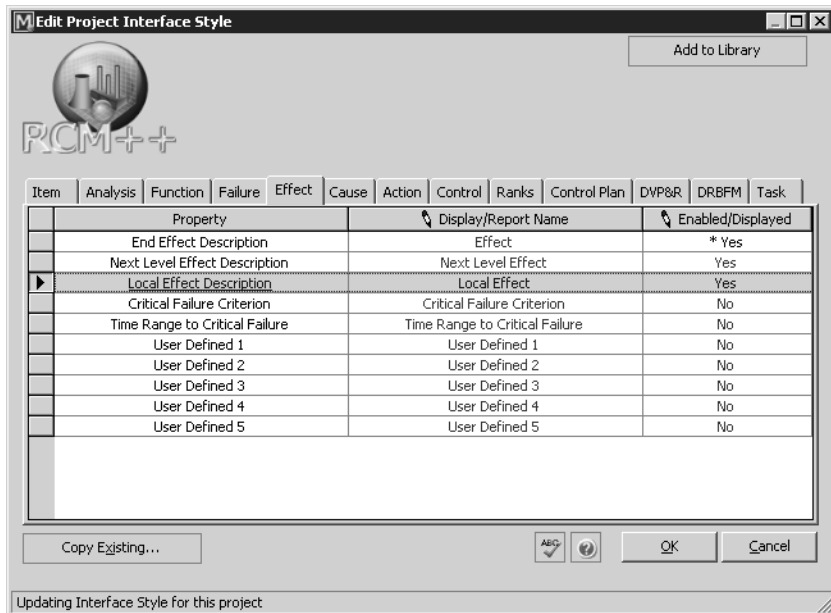 Edit Project Interface Style
Add to Library
RCM++
Item Analysis Function Failure Effect Cause Action Control Ranks Control Plan DVP&R DRBFM Task
Property Display/Report Name Enabled/Displayed
End Effect Description Effect * Yes
Next Level Effect Description Next Level Effect Yes
Local Effect Description Local Effect Yes
Critical Failure Criterion Critical Failure Criterion No
Time Range to Critical Failure Time Range to Critical Failure No
User Defined 1 User Defined 1 No
User Defined 2 User Defined 2 No
User Defined 3 User Defined 3 No
User Defined 4 User Defined 4 No
User Defined 5 User Defined 5 No
Copy Existing... ABC ? OK Cancel
Updating Interface Style for this project